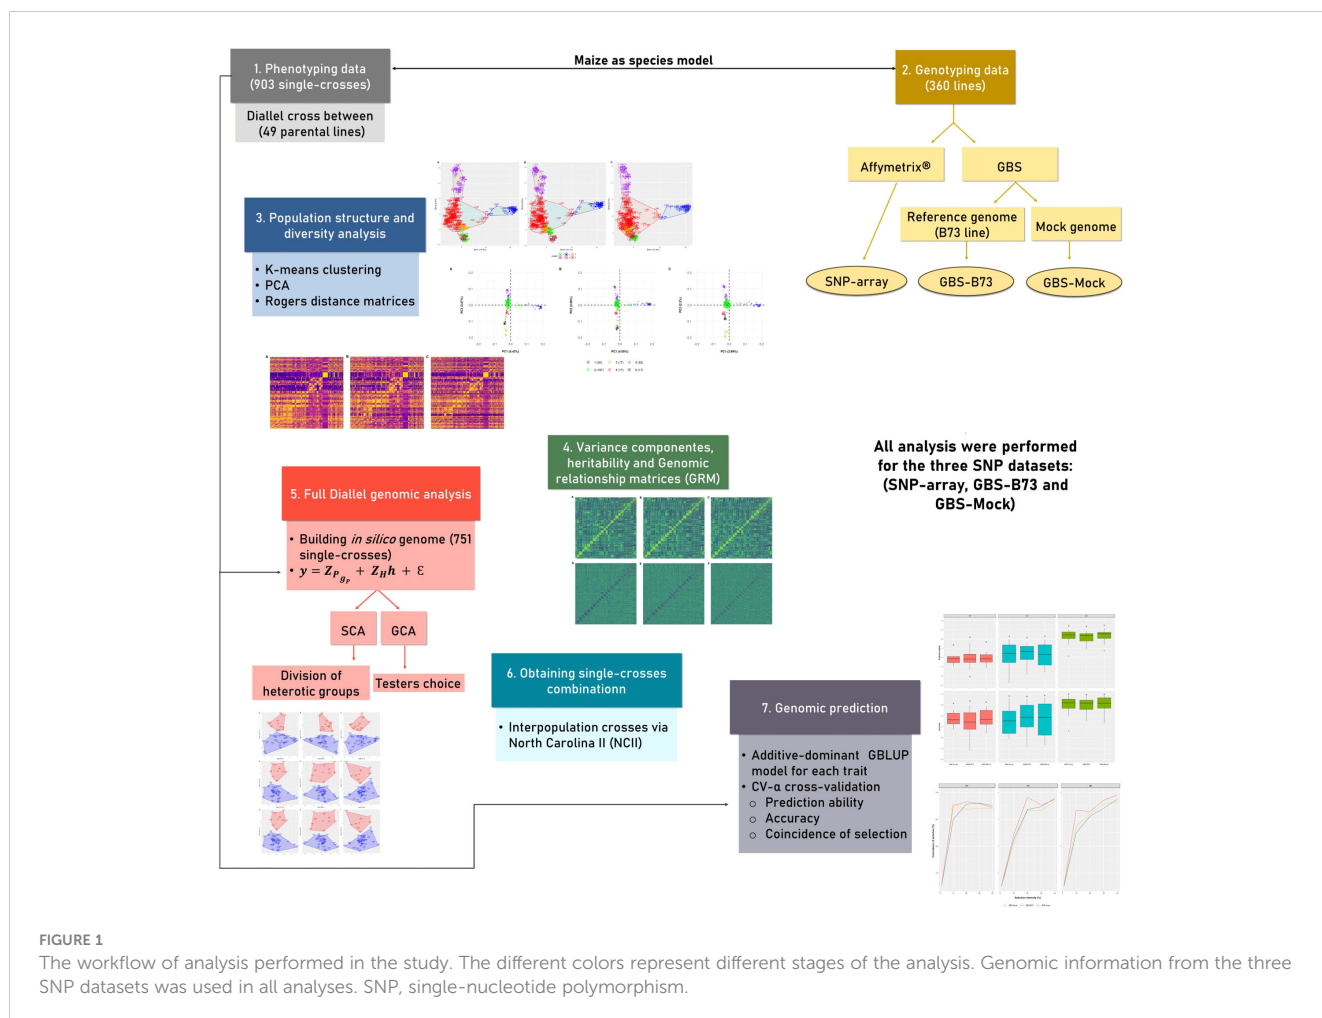 Maize as species model
1. Phenotyping data
(903 single-crosses)
Diallel cross between
(49 parental lines)
2. Genotyping data
(360 lines)
Affymetrix®
GBS
Reference genome
(B73 line)
Mock genome
SNP-array
GBS-B73
GBS-Mock
3. Population structure and
diversity analysis
• K-means clustering
• PCA
• Rogers distance matrices
4. Variance componentes,
heritability and Genomic
relationship matrices (GRM)
All analysis were performed
for the three SNP datasets:
(SNP-array, GBS-B73 and
GBS-Mock)
5. Full Diallel genomic analysis
• Building in silico genome (751
single-crosses)
• y = Z_P g_P + Z_H h + Ɛ
SCA
GCA
Division of
heterotic groups
Testers choice
6. Obtaining single-crosses
combinationn
• Interpopulation crosses via
North Carolina II (NCII)
7. Genomic prediction
• Additive-dominant GBLUP
model for each trait
• CV-α cross-validation
o Prediction ability
o Accuracy
o Coincidence of selection
FIGURE 1
The workflow of analysis performed in the study. The different colors represent different stages of the analysis. Genomic information from the three
SNP datasets was used in all analyses. SNP, single-nucleotide polymorphism.